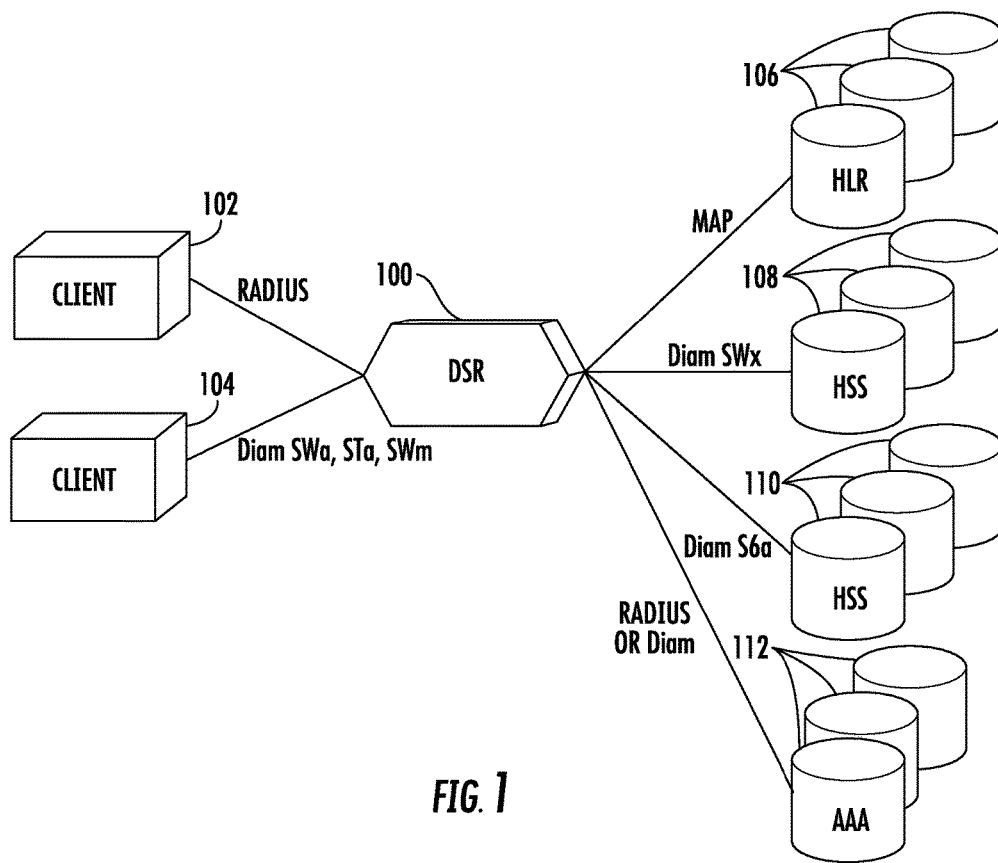 106
HLR
102
CLIENT
RADIUS
MAP
100
DSR
108
Diam SWx
HSS
104
CLIENT
Diam SWa, STa, SWm
110
Diam S6a
HSS
RADIUS
OR Diam
112
AAA
FIG. 1